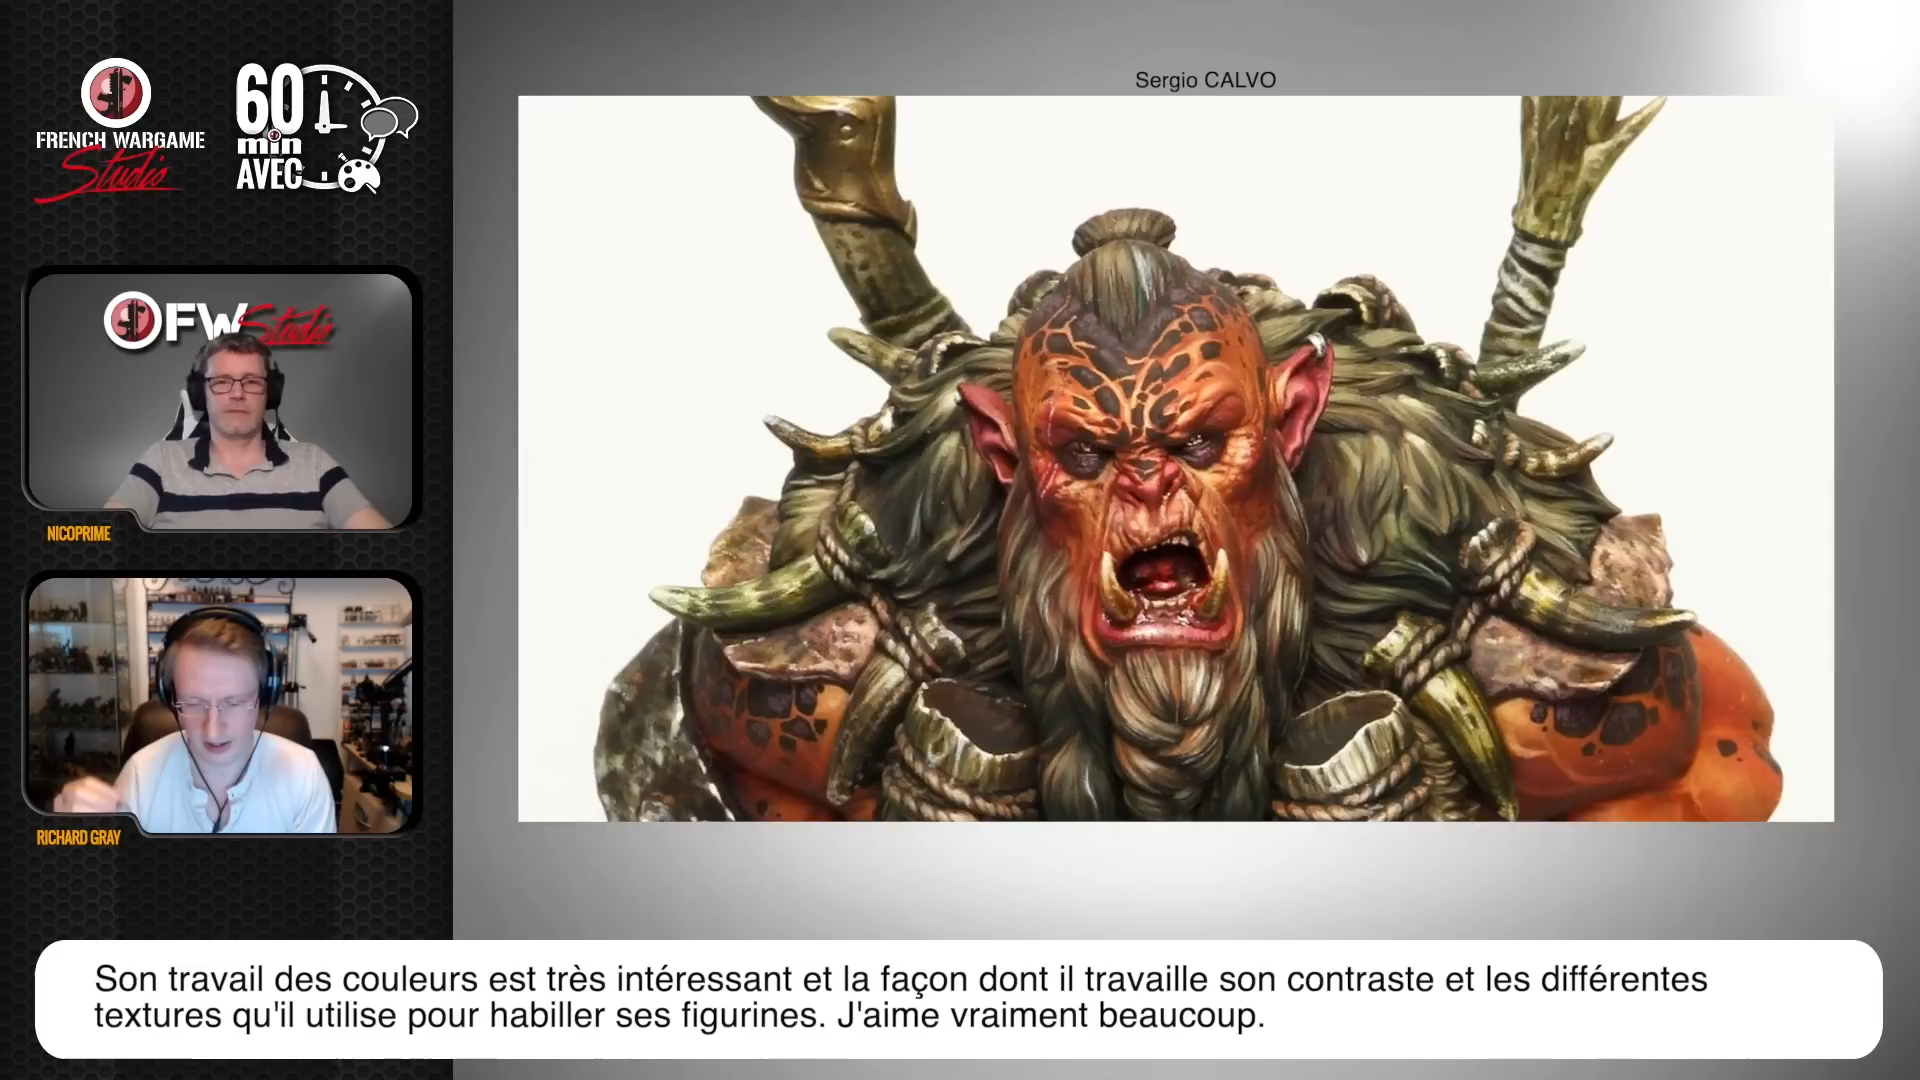 FRENCH WARGAME
Studio
60
min
AVEC
Sergio CALVO
FW Studio
NICOPRIME
RICHARD GRAY
Son travail des couleurs est très intéressant et la façon dont il travaille son contraste et les différentes
textures qu'il utilise pour habiller ses figurines. J'aime vraiment beaucoup.